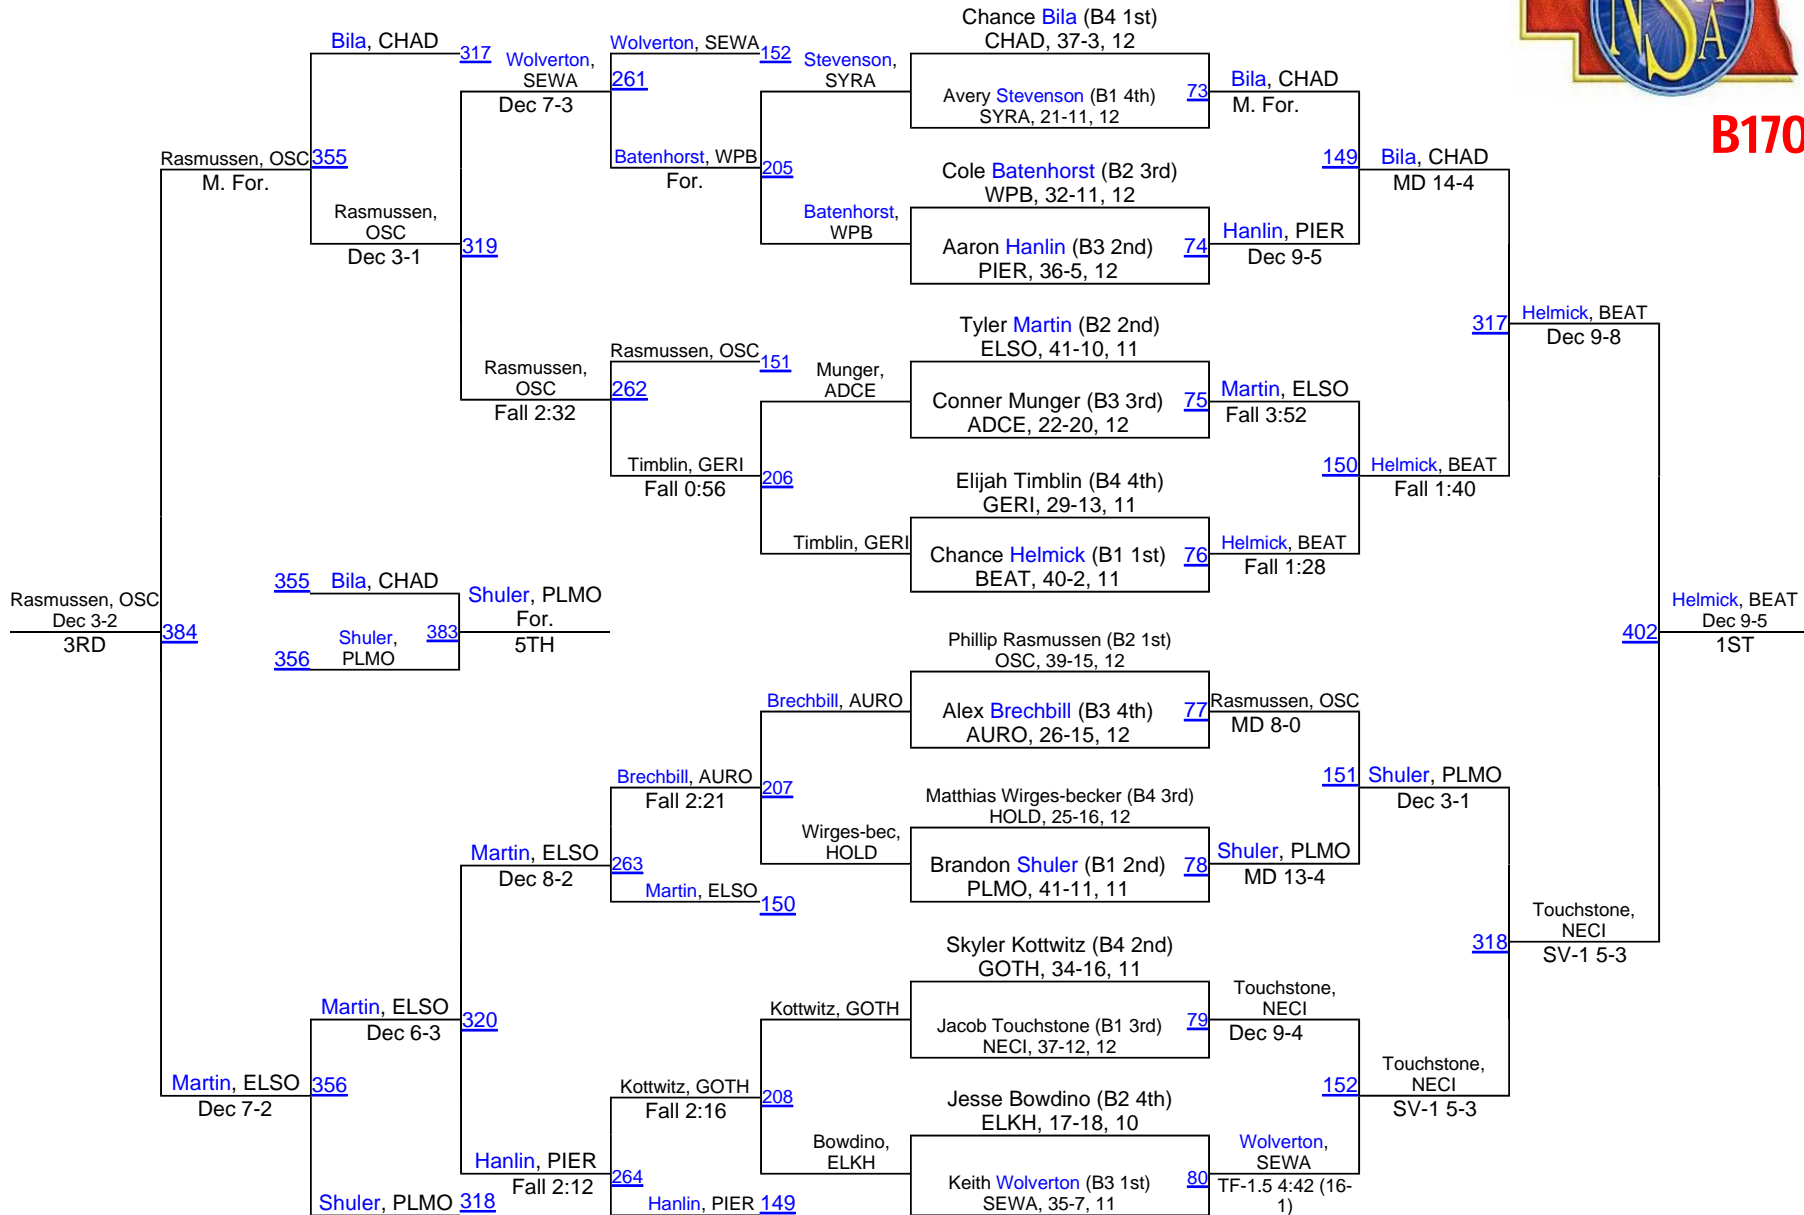 NSAA
B170
Chance Bila (B4 1st)
CHAD, 37-3, 12
Avery Stevenson (B1 4th)
SYRA, 21-11, 12
73
Cole Batenhorst (B2 3rd)
WPB, 32-11, 12
Aaron Hanlin (B3 2nd)
PIER, 36-5, 12
74
Tyler Martin (B2 2nd)
ELSO, 41-10, 11
Conner Munger (B3 3rd)
ADCE, 22-20, 12
75
Elijah Timblin (B4 4th)
GERI, 29-13, 11
Chance Helmick (B1 1st)
BEAT, 40-2, 11
76
Phillip Rasmussen (B2 1st)
OSC, 39-15, 12
Alex Brechbill (B3 4th)
AURO, 26-15, 12
77
Matthias Wirges-becker (B4 3rd)
HOLD, 25-16, 12
Brandon Shuler (B1 2nd)
PLMO, 41-11, 11
78
Skyler Kottwitz (B4 2nd)
GOTH, 34-16, 11
Jacob Touchstone (B1 3rd)
NECI, 37-12, 12
79
Jesse Bowdino (B2 4th)
ELKH, 17-18, 10
Keith Wolverton (B3 1st)
SEWA, 35-7, 11
80
Bila, CHAD
M. For.
Hanlin, PIER
Dec 9-5
149
Martin, ELSO
Fall 3:52
Helmick, BEAT
Fall 1:28
150
Rasmussen, OSC
MD 8-0
Shuler, PLMO
MD 13-4
151
Touchstone,
NECI
Dec 9-4
Wolverton,
SEWA
TF-1.5 4:42 (16-
1)
152
Bila, CHAD
MD 14-4
Helmick, BEAT
Fall 1:40
317
Shuler, PLMO
Dec 3-1
Touchstone,
NECI
SV-1 5-3
318
Helmick, BEAT
Dec 9-8
Touchstone,
NECI
SV-1 5-3
402
Helmick, BEAT
Dec 9-5
1ST
Stevenson,
SYRA
Batenhorst,
WPB
205
Munger,
ADCE
Timblin, GERI
206
Brechbill, AURO
Wirges-bec,
HOLD
207
Kottwitz, GOTH
Bowdino,
ELKH
208
Wolverton, SEWA
152
Batenhorst, WPB
For.
261
Rasmussen, OSC
151
Timblin, GERI
Fall 0:56
262
Brechbill, AURO
Fall 2:21
Martin, ELSO
150
263
Kottwitz, GOTH
Fall 2:16
Hanlin, PIER
149
264
Wolverton,
SEWA
Dec 7-3
Rasmussen,
OSC
Fall 2:32
319
Martin, ELSO
Dec 8-2
Hanlin, PIER
Fall 2:12
320
Bila, CHAD
317
Rasmussen,
OSC
Dec 3-1
355
Martin, ELSO
Dec 6-3
Shuler, PLMO
318
356
Rasmussen, OSC
M. For.
Martin, ELSO
Dec 7-2
384
Rasmussen, OSC
Dec 3-2
3RD
355
Bila, CHAD
356
Shuler,
PLMO
383
Shuler, PLMO
For.
5TH